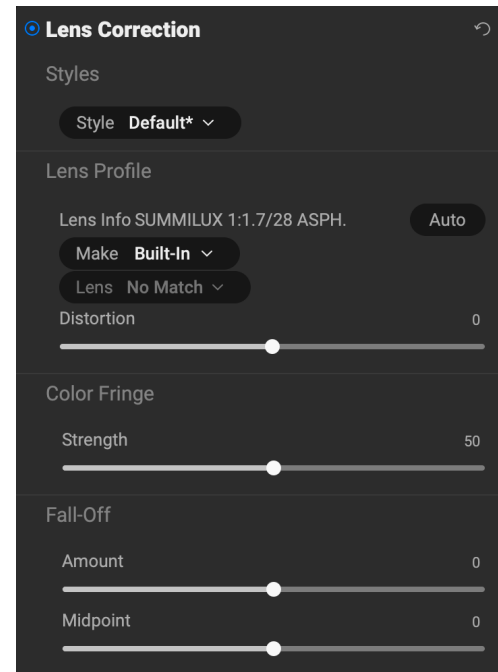 Lens Correction
Styles
Style Default*
Lens Profile
Lens Info SUMMILUX 1:1.7/28 ASPH. Auto
Make Built-In
Lens No Match
Distortion 0
Color Fringe
Strength 50
Fall-Off
Amount 0
Midpoint 0